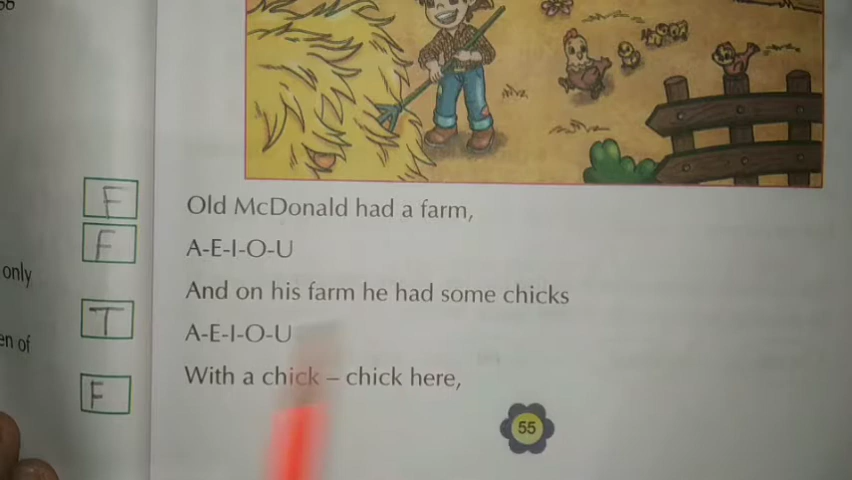 only
en of
F
F
T
F
Old McDonald had a farm,
A-E-I-O-U
And on his farm he had some chicks
A-E-I-O-U
With a chick – chick here,
55